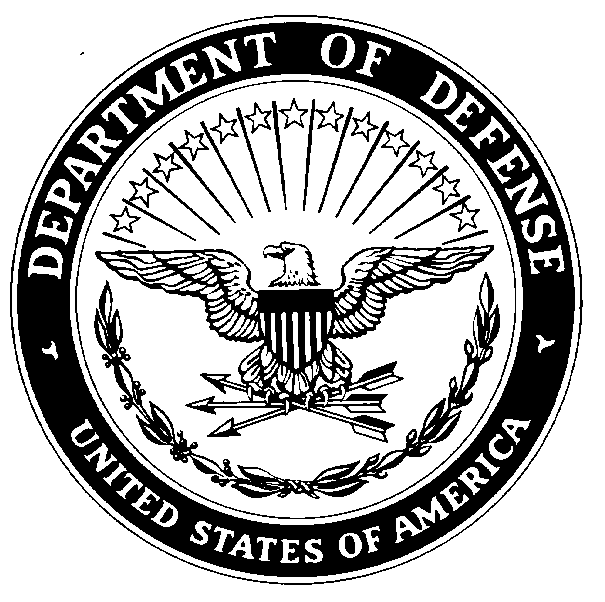 DEPARTMENT OF DEFENSE
UNITED STATES OF AMERICA